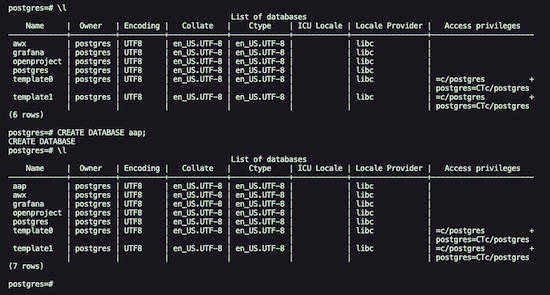 postgres=# \l
                                              List of databases
    Name     |  Owner   | Encoding |   Collate   |    Ctype    | ICU Locale | Locale Provider |   Access privileges
-------------+----------+----------+-------------+-------------+------------+-----------------+-----------------------
 awx         | postgres | UTF8     | en_US.UTF-8 | en_US.UTF-8 |            | libc            |
 grafana     | postgres | UTF8     | en_US.UTF-8 | en_US.UTF-8 |            | libc            |
 openproject | postgres | UTF8     | en_US.UTF-8 | en_US.UTF-8 |            | libc            |
 postgres    | postgres | UTF8     | en_US.UTF-8 | en_US.UTF-8 |            | libc            |
 template0   | postgres | UTF8     | en_US.UTF-8 | en_US.UTF-8 |            | libc            | =c/postgres          +
             |          |          |             |             |            |                 | postgres=CTc/postgres
 template1   | postgres | UTF8     | en_US.UTF-8 | en_US.UTF-8 |            | libc            | =c/postgres          +
             |          |          |             |             |            |                 | postgres=CTc/postgres
(6 rows)
postgres=# CREATE DATABASE aap;
CREATE DATABASE
postgres=# \l
                                              List of databases
    Name     |  Owner   | Encoding |   Collate   |    Ctype    | ICU Locale | Locale Provider |   Access privileges
-------------+----------+----------+-------------+-------------+------------+-----------------+-----------------------
 aap         | postgres | UTF8     | en_US.UTF-8 | en_US.UTF-8 |            | libc            |
 awx         | postgres | UTF8     | en_US.UTF-8 | en_US.UTF-8 |            | libc            |
 grafana     | postgres | UTF8     | en_US.UTF-8 | en_US.UTF-8 |            | libc            |
 openproject | postgres | UTF8     | en_US.UTF-8 | en_US.UTF-8 |            | libc            |
 postgres    | postgres | UTF8     | en_US.UTF-8 | en_US.UTF-8 |            | libc            |
 template0   | postgres | UTF8     | en_US.UTF-8 | en_US.UTF-8 |            | libc            | =c/postgres          +
             |          |          |             |             |            |                 | postgres=CTc/postgres
 template1   | postgres | UTF8     | en_US.UTF-8 | en_US.UTF-8 |            | libc            | =c/postgres          +
             |          |          |             |             |            |                 | postgres=CTc/postgres
(7 rows)
postgres=#